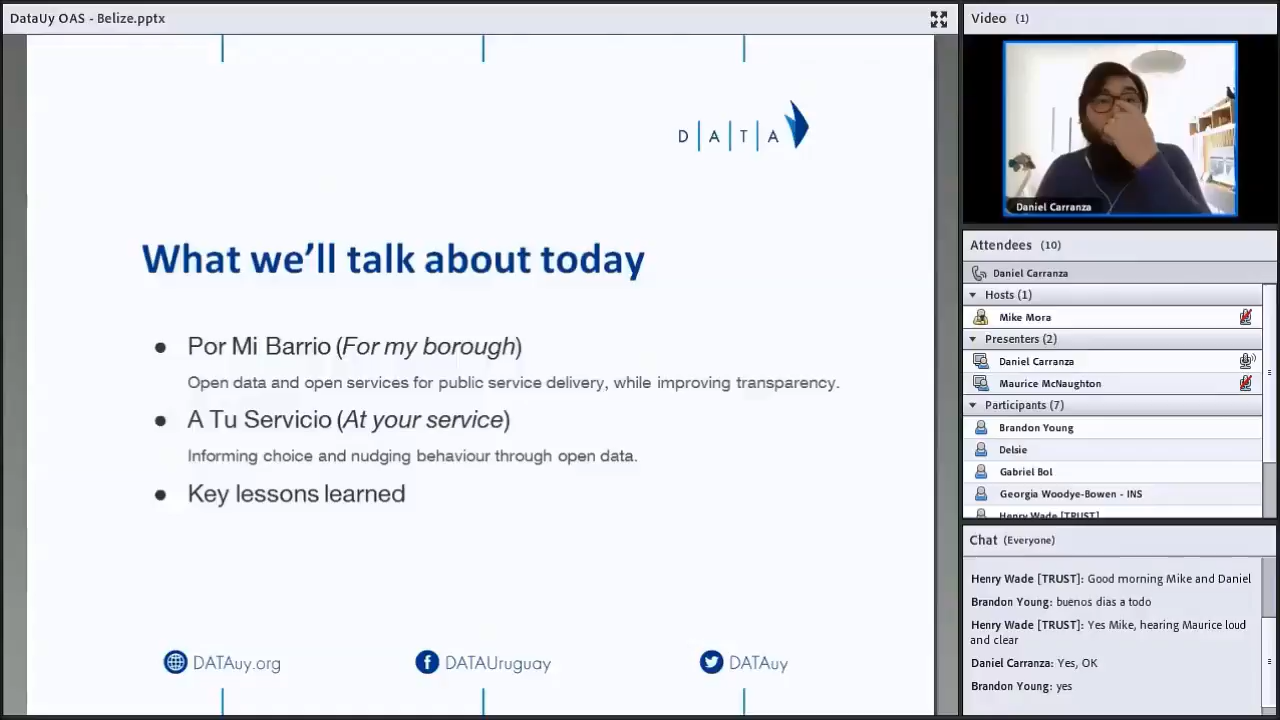 DataUy OAS - Belize.pptx
D|A|T|A
What we’ll talk about today
● Por Mi Barrio (For my borough)
Open data and open services for public service delivery, while improving transparency.
● A Tu Servicio (At your service)
Informing choice and nudging behaviour through open data.
● Key lessons learned
DATAuy.org
DATAUruguay
DATAuy
Video (1)
Daniel Carranza
Attendees (10)
Daniel Carranza
Hosts (1)
Mike Mora
Presenters (2)
Daniel Carranza
Maurice McNaughton
Participants (7)
Brandon Young
Delsie
Gabriel Bol
Georgia Woodye-Bowen - INS
Henry Wade [TRUST]
Chat (Everyone)
Henry Wade [TRUST]: Good morning Mike and Daniel
Brandon Young: buenos dias a todo
Henry Wade [TRUST]: Yes Mike, hearing Maurice loud
and clear
Daniel Carranza: Yes, OK
Brandon Young: yes